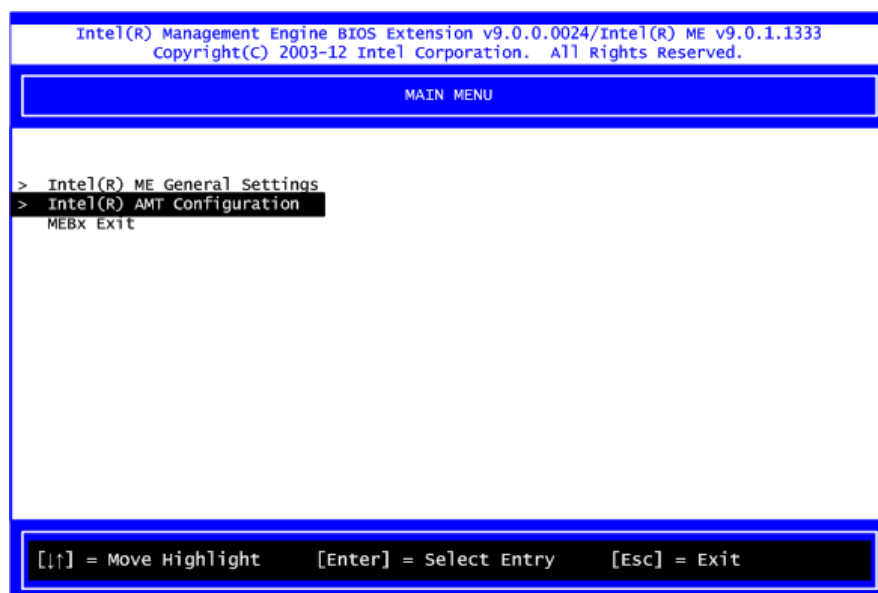 Intel(R) Management Engine BIOS Extension v9.0.0.0024/Intel(R) ME v9.0.1.1333
Copyright(C) 2003-12 Intel Corporation.  All Rights Reserved.
MAIN MENU
> Intel(R) ME General Settings
> Intel(R) AMT Configuration
MEBx Exit
[↓↑] = Move Highlight [Enter] = Select Entry [Esc] = Exit